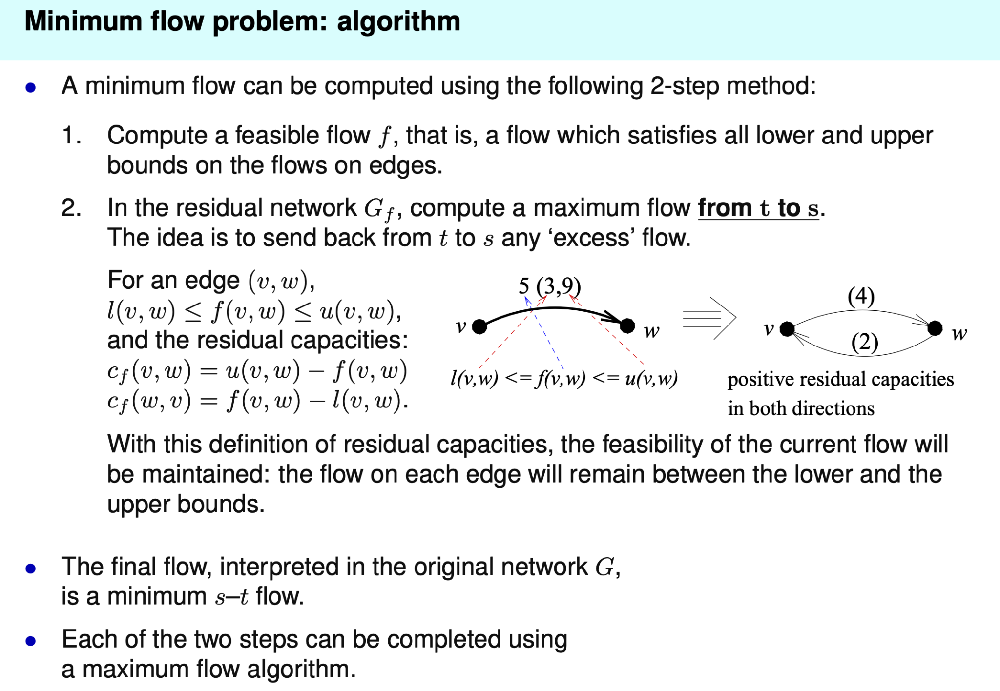 Minimum flow problem: algorithm
• A minimum flow can be computed using the following 2-step method:
1. Compute a feasible flow f, that is, a flow which satisfies all lower and upper
bounds on the flows on edges.
2. In the residual network G_f, compute a maximum flow from t to s.
The idea is to send back from t to s any ‘excess’ flow.
For an edge (v, w),
l(v, w) ≤ f(v, w) ≤ u(v, w),
and the residual capacities:
c_f(v, w) = u(v, w) − f(v, w)
c_f(w, v) = f(v, w) − l(v, w).
5 (3,9)
v
w
l(v,w) <= f(v,w) <= u(v,w)
(4)
v
(2)
w
positive residual capacities
in both directions
With this definition of residual capacities, the feasibility of the current flow will
be maintained: the flow on each edge will remain between the lower and the
upper bounds.
• The final flow, interpreted in the original network G,
is a minimum s–t flow.
• Each of the two steps can be completed using
a maximum flow algorithm.